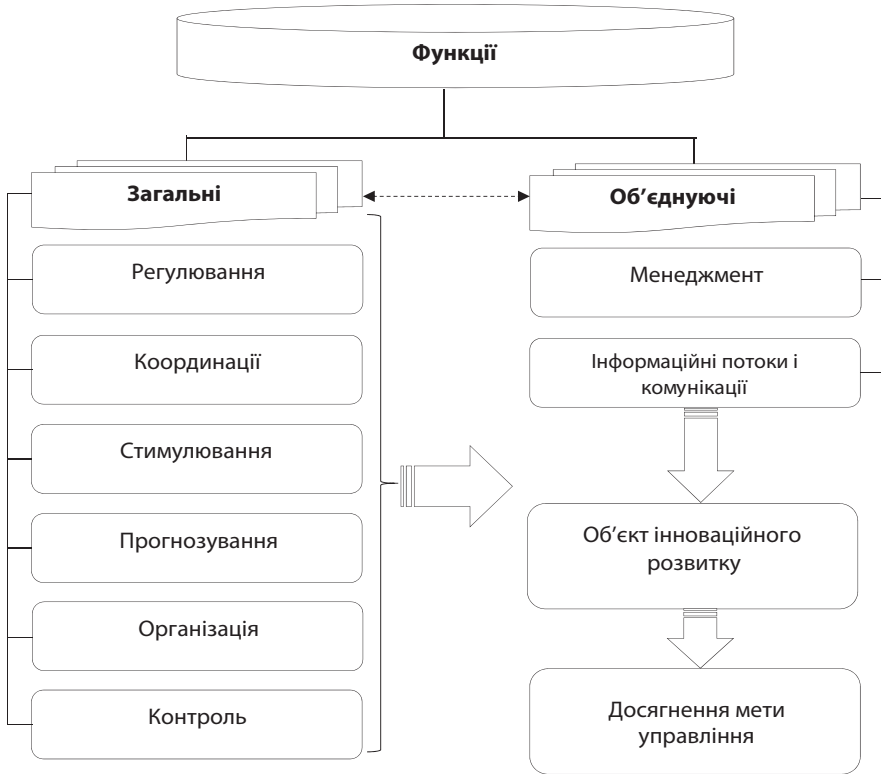 Функції
Загальні
Об’єднуючі
Регулювання
Координації
Стимулювання
Прогнозування
Організація
Контроль
Менеджмент
Інформаційні потоки і
комунікації
Об’єкт інноваційного
розвитку
Досягнення мети
управління